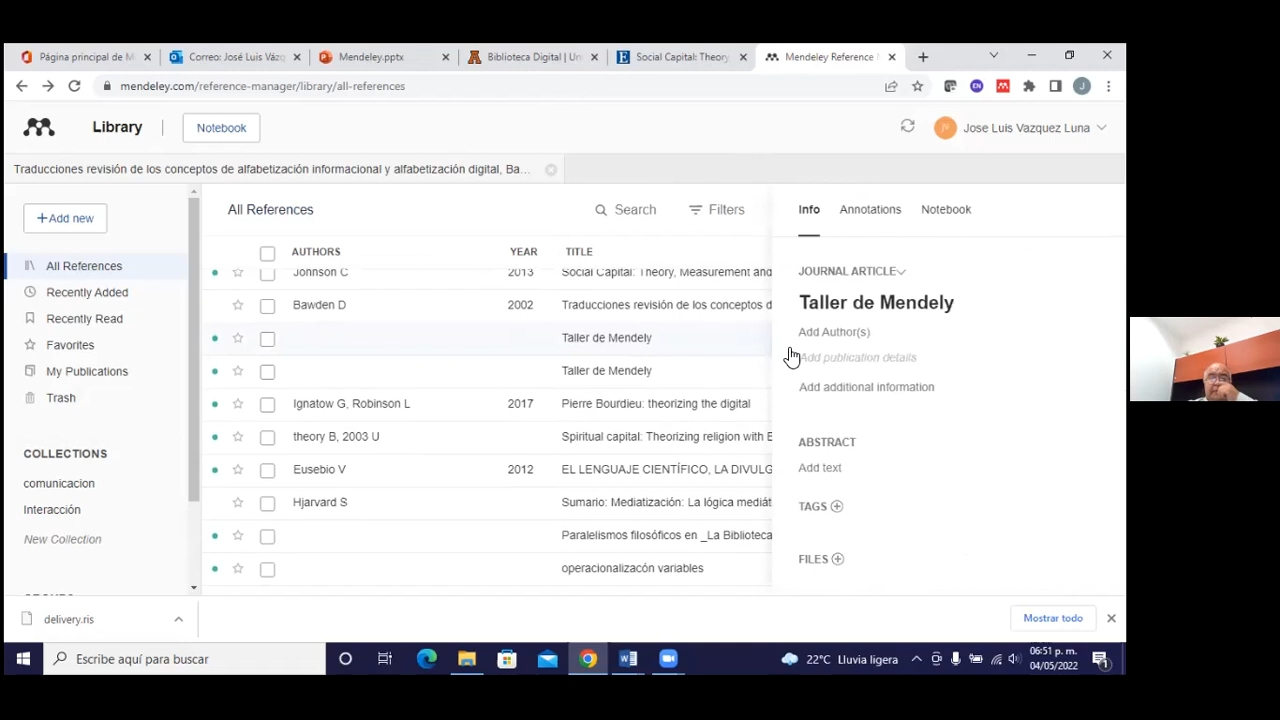 Página principal de M
Correo: José Luis Vázq
Mendeley.pptx
Biblioteca Digital | Un
Social Capital: Theory
Mendeley Reference
mendeley.com/reference-manager/library/all-references
EN
J
Library
Notebook
JV
Jose Luis Vazquez Luna
Traducciones revisión de los conceptos de alfabetización informacional y alfabetización digital, Ba...
+Add new
All References
Recently Added
Recently Read
Favorites
My Publications
Trash
COLLECTIONS
comunicacion
Interacción
New Collection
All References
Search
Filters
AUTHORS YEAR TITLE
Johnson C 2013 Social Capital: Theory, Measurement and
Bawden D 2002 Traducciones revisión de los conceptos d
Taller de Mendely
Taller de Mendely
Ignatow G, Robinson L 2017 Pierre Bourdieu: theorizing the digital
theory B, 2003 U Spiritual capital: Theorizing religion with B
Eusebio V 2012 EL LENGUAJE CIENTÍFICO, LA DIVULG
Hjarvard S Sumario: Mediatización: La lógica mediát
Paralelismos filosóficos en _La Biblioteca
operacionalizacón variables
Info Annotations Notebook
JOURNAL ARTICLE
Taller de Mendely
Add Author(s)
Add publication details
Add additional information
ABSTRACT
Add text
TAGS
FILES
delivery.ris
Mostrar todo
Escribe aquí para buscar
22°C Lluvia ligera
06:51 p. m.
04/05/2022
1